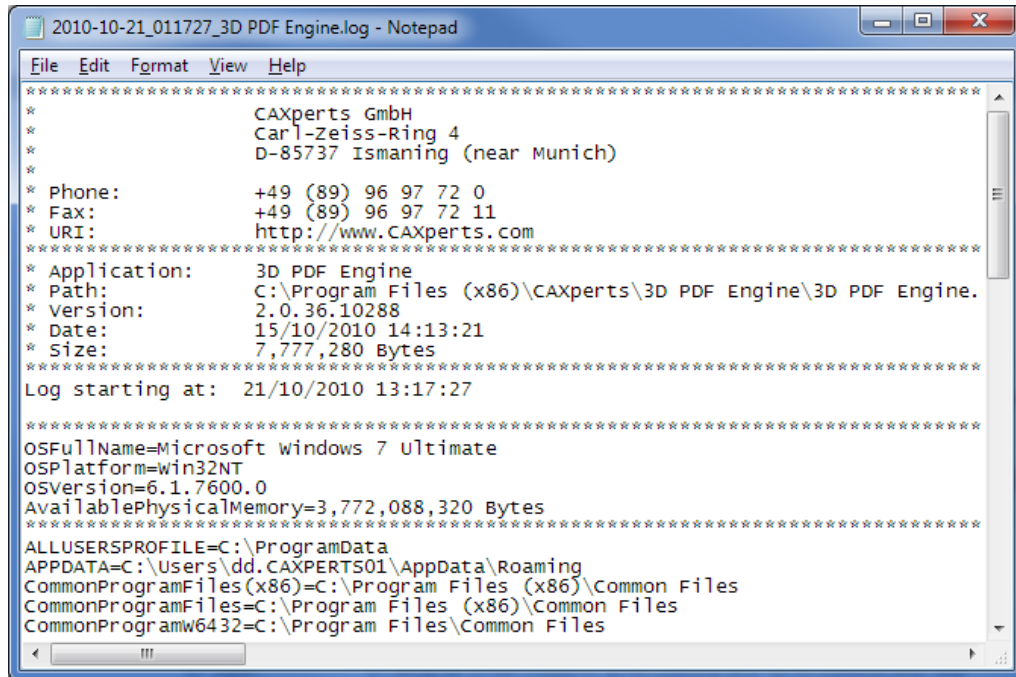 2010-10-21_011727_3D PDF Engine.log - Notepad
File Edit Format View Help
*******************************************************************************
* CAXperts GmbH
* Carl-Zeiss-Ring 4
* D-85737 Ismaning (near Munich)
*
* Phone: +49 (89) 96 97 72 0
* Fax: +49 (89) 96 97 72 11
* URI: http://www.CAXperts.com
*******************************************************************************
* Application: 3D PDF Engine
* Path: C:\Program Files (x86)\CAXperts\3D PDF Engine\3D PDF Engine.
* Version: 2.0.36.10288
* Date: 15/10/2010 14:13:21
* Size: 7,777,280 Bytes
*******************************************************************************
Log starting at: 21/10/2010 13:17:27
*******************************************************************************
OSFullName=Microsoft Windows 7 Ultimate
OSPlatform=Win32NT
OSVersion=6.1.7600.0
AvailablePhysicalMemory=3,772,088,320 Bytes
*******************************************************************************
ALLUSERSPROFILE=C:\ProgramData
APPDATA=C:\Users\dd.CAXPERTS01\AppData\Roaming
CommonProgramFiles(x86)=C:\Program Files (x86)\Common Files
CommonProgramFiles=C:\Program Files (x86)\Common Files
CommonProgramW6432=C:\Program Files\Common Files